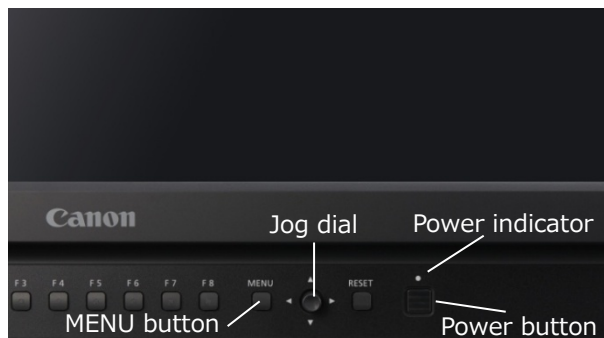 Canon
Jog dial
Power indicator
F3 F4 F5 F6 F7 F8 MENU RESET
MENU button
Power button